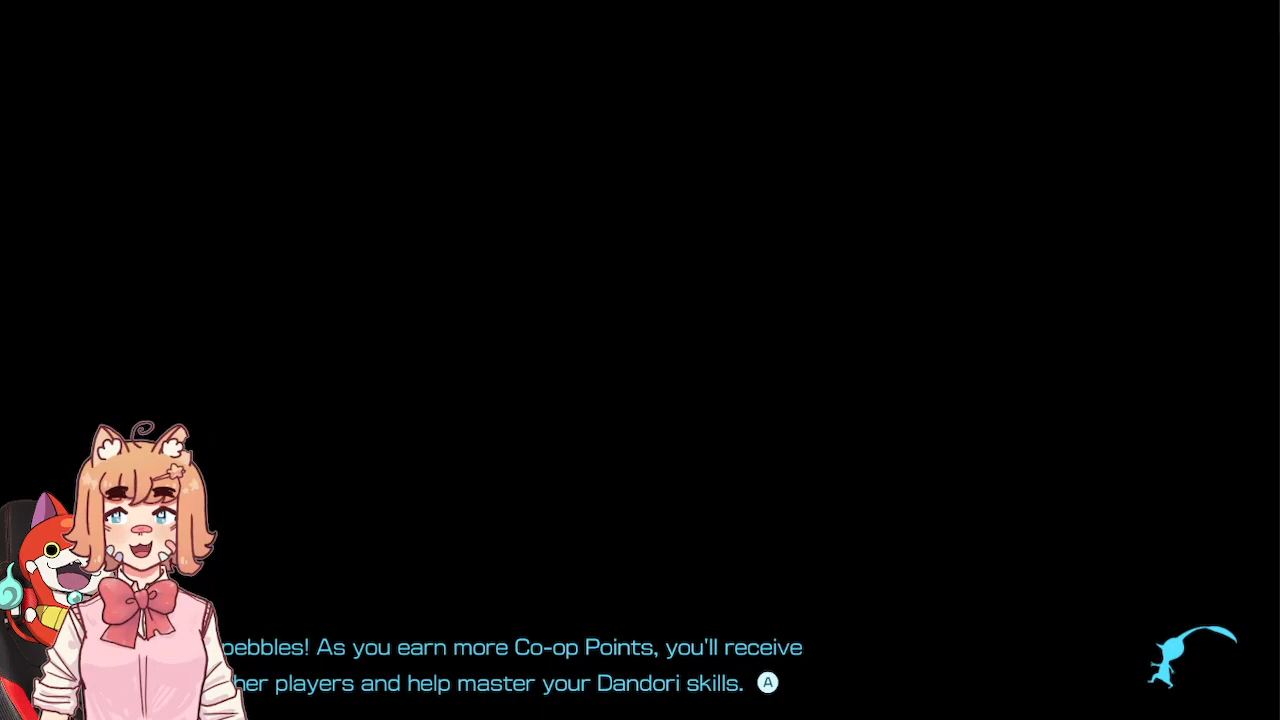 pebbles! As you earn more Co-op Points, you'll receive
her players and help master your Dandori skills. A